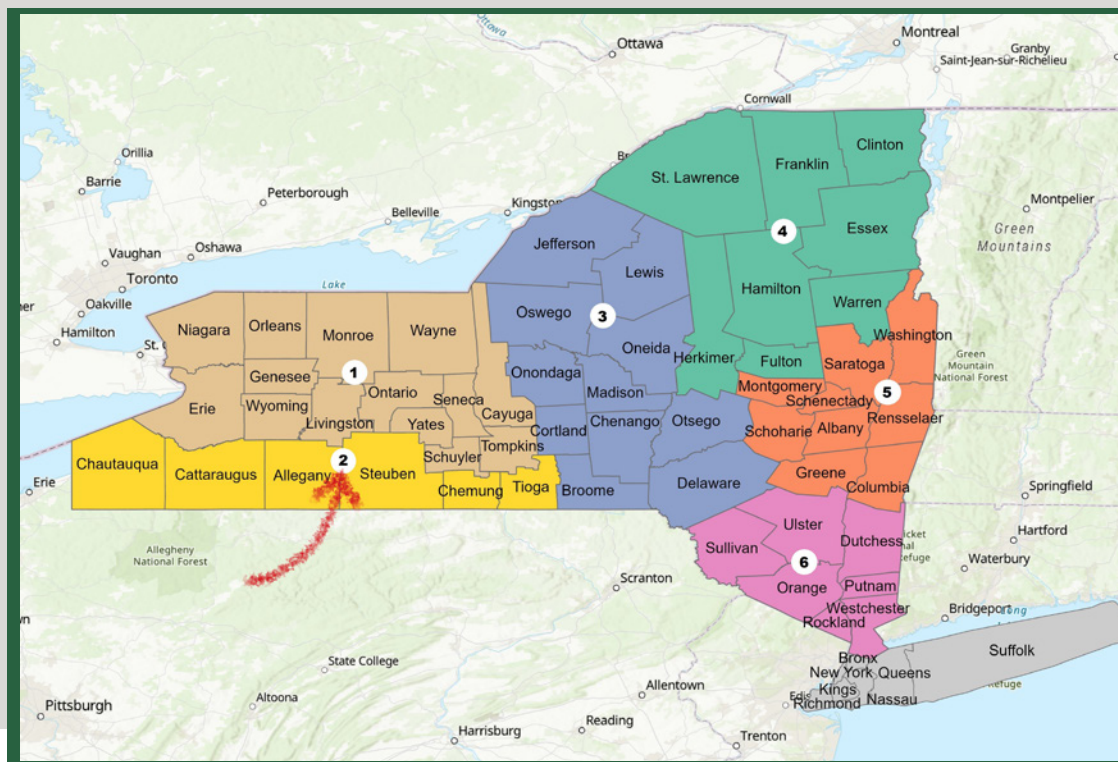 Ottawa
Ottawa
Montreal
Granby
Saint-Jean-sur-Richelieu
Cornwall
Orillia
Barrie
Peterborough
Belleville
Kingston
Montpelier
Green
Mountains
Vaughan
Oshawa
Toronto
Lake
Oakville
Hamilton
St. Lawrence
Franklin
Clinton
4
Essex
Jefferson
Lewis
Hamilton
Warren
Oswego
3
Oneida
Herkimer
Fulton
Washington
Saratoga
Green
Mountain
National Forest
Niagara
Orleans
Monroe
Wayne
Genesee
1
Ontario
Seneca
Cayuga
Erie
Wyoming
Livingston
Yates
Schuyler
Tompkins
Onondaga
Madison
Cortland
Chenango
Otsego
Montgomery
Schenectady
5
Rensselaer
Schoharie
Albany
Greene
Columbia
Chautauqua
Cattaraugus
Allegany
2
Steuben
Chemung
Tioga
Broome
Delaware
Erie
Springfield
Hartford
Waterbury
Ulster
Dutchess
Sullivan
6
Orange
Putnam
Westchester
Rockland
Bridgeport
Long
Allegheny
National Forest
Scranton
State College
Altoona
Pittsburgh
Allentown
Reading
Harrisburg
Trenton
Bronx
New York
Queens
Kings
Richmond
Nassau
Suffolk